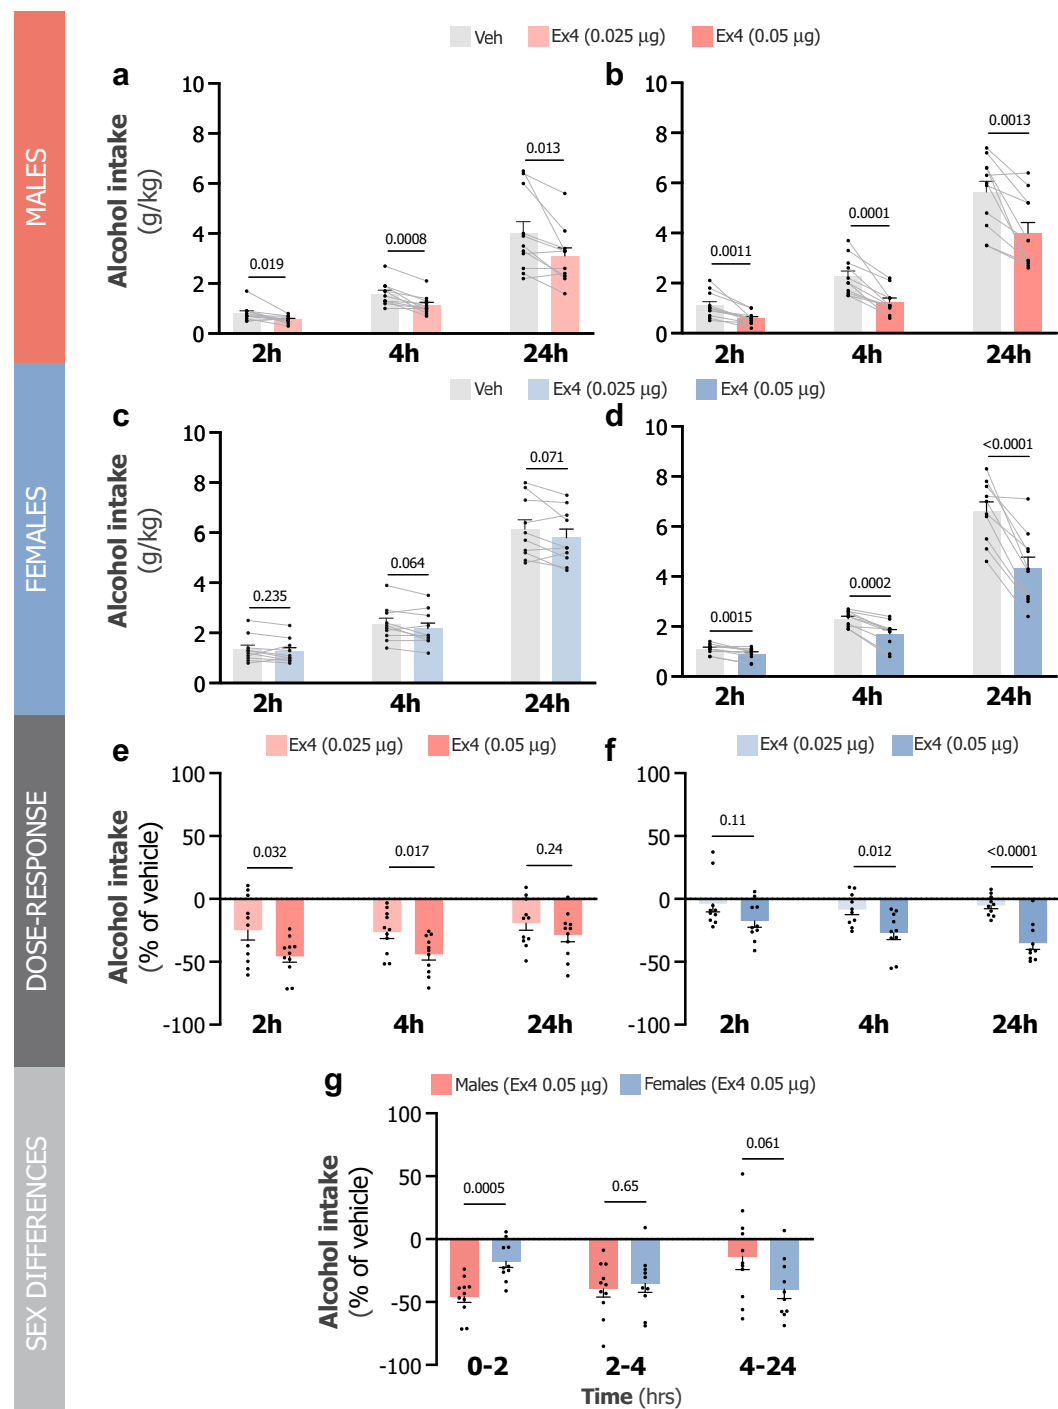 MALES
Veh Ex4 (0.025 µg) Ex4 (0.05 µg)
a
Alcohol intake
(g/kg)
10
8
6
4
2
0
0.019
0.0008
0.013
2h 4h 24h
b
10
8
6
4
2
0
0.0011
0.0001
0.0013
2h 4h 24h
FEMALES
Veh Ex4 (0.025 µg) Ex4 (0.05 µg)
c
Alcohol intake
(g/kg)
10
8
6
4
2
0
0.235
0.064
0.071
2h 4h 24h
d
10
8
6
4
2
0
0.0015
0.0002
<0.0001
2h 4h 24h
DOSE-RESPONSE
e
Ex4 (0.025 µg) Ex4 (0.05 µg)
Alcohol intake
(% of vehicle)
100
50
0
-50
-100
0.032
0.017
0.24
2h 4h 24h
f
Ex4 (0.025 µg) Ex4 (0.05 µg)
100
50
0
-50
-100
0.11
0.012
<0.0001
2h 4h 24h
SEX DIFFERENCES
g
Males (Ex4 0.05 µg) Females (Ex4 0.05 µg)
Alcohol intake
(% of vehicle)
100
50
0
-50
-100
0.0005
0.65
0.061
0-2 2-4 4-24
Time (hrs)